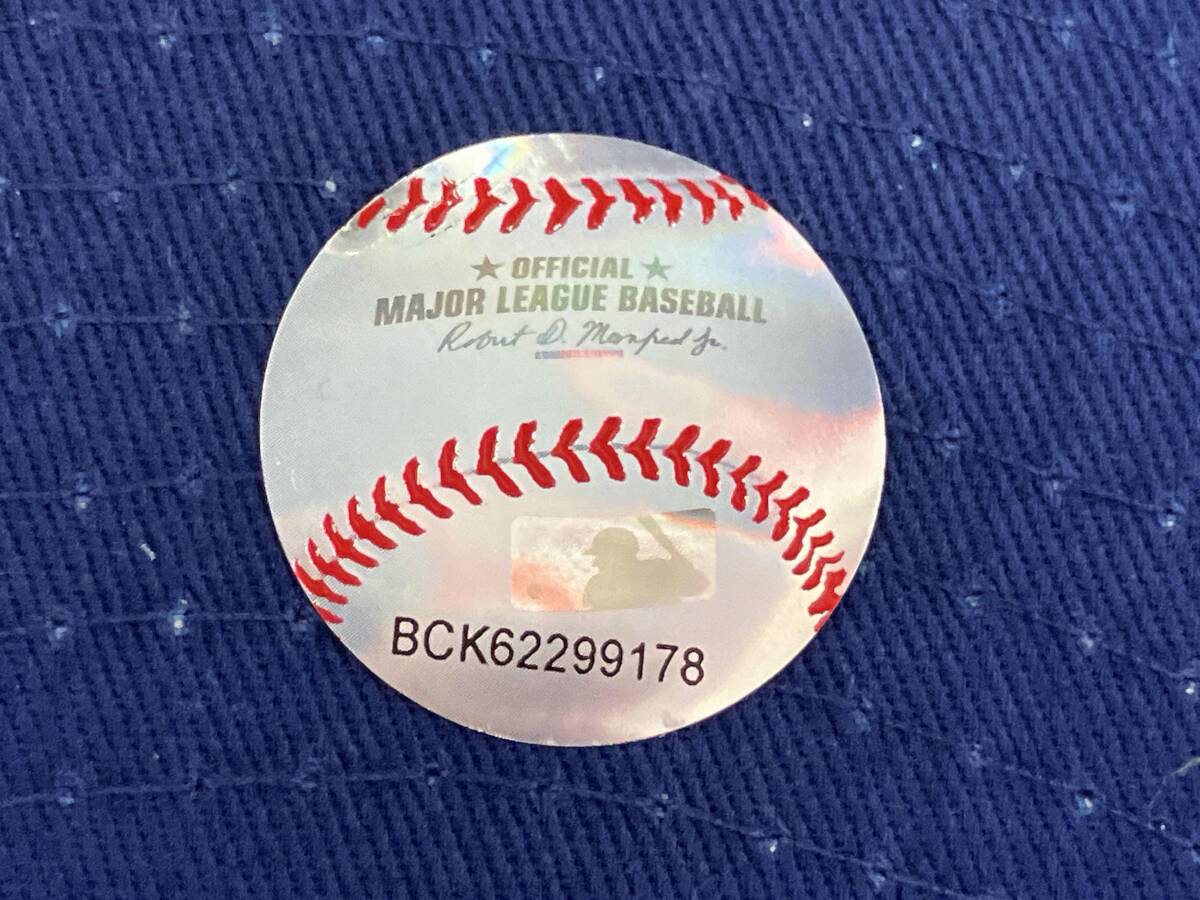 ★ OFFICIAL ★
MAJOR LEAGUE BASEBALL
Robert D. Manfred Jr.
BCK62299178